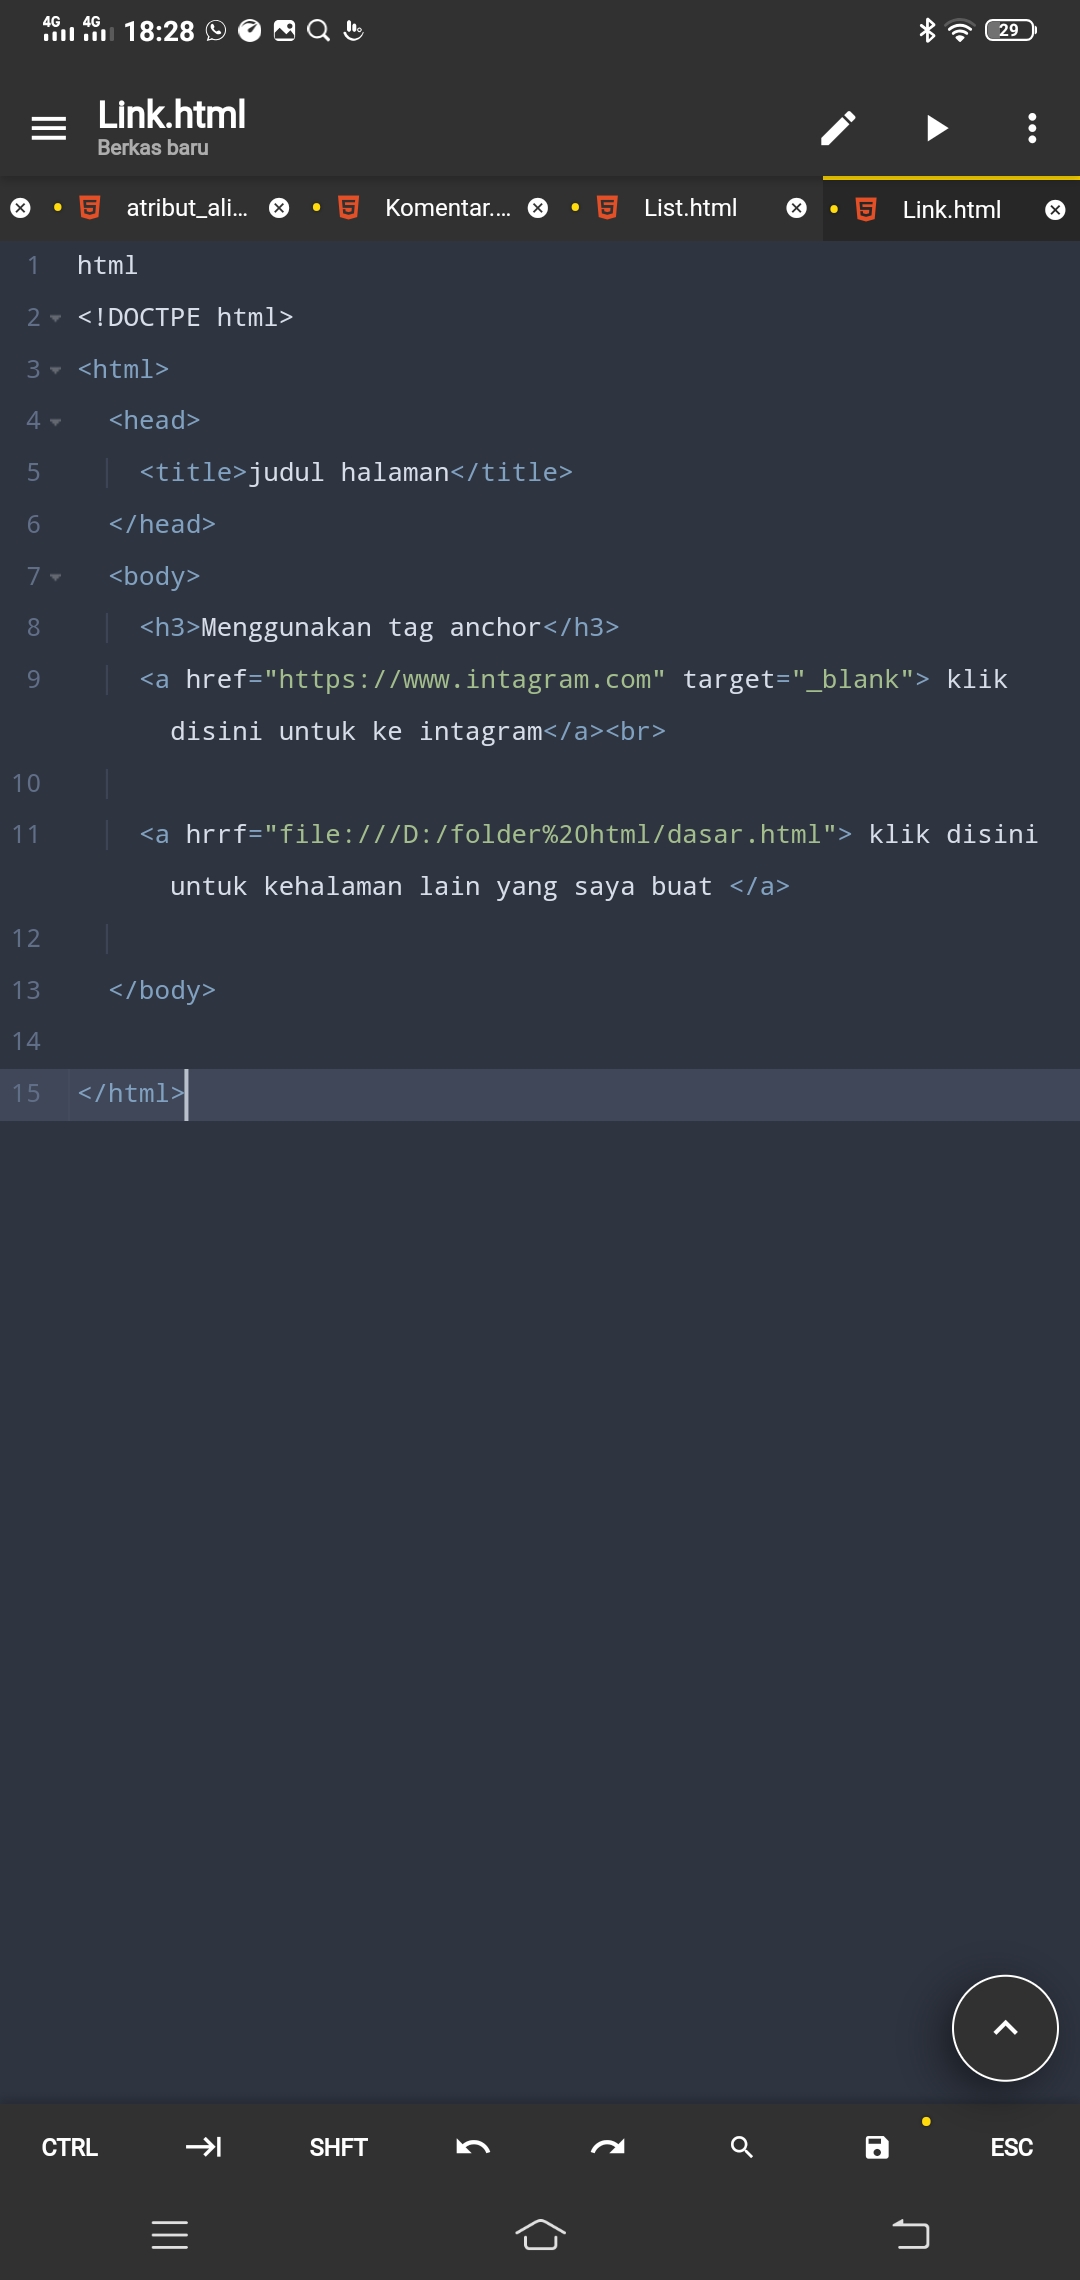 4G 4G 18:28 29
Link.html
Berkas baru
atribut_ali... Komentar.... List.html Link.html
1 html
2 <!DOCTPE html>
3 <html>
4 <head>
5 <title>judul halaman</title>
6 </head>
7 <body>
8 <h3>Menggunakan tag anchor</h3>
9 <a href="https://www.intagram.com" target="_blank"> klik
disini untuk ke intagram</a><br>
10
11 <a hrrf="file:///D:/folder%20html/dasar.html"> klik disini
untuk kehalaman lain yang saya buat </a>
12
13 </body>
14
15 </html>
CTRL SHFT ESC